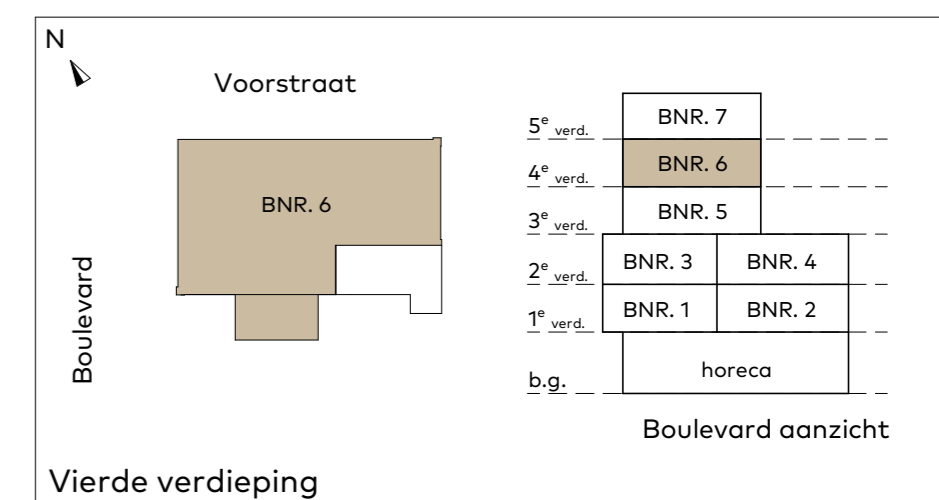 N
Voorstraat
BNR. 6
Boulevard
5e verd.
BNR. 7
4e verd.
BNR. 6
3e verd.
BNR. 5
2e verd.
BNR. 3
BNR. 4
1e verd.
BNR. 1
BNR. 2
b.g.
horeca
Boulevard aanzicht
Vierde verdieping